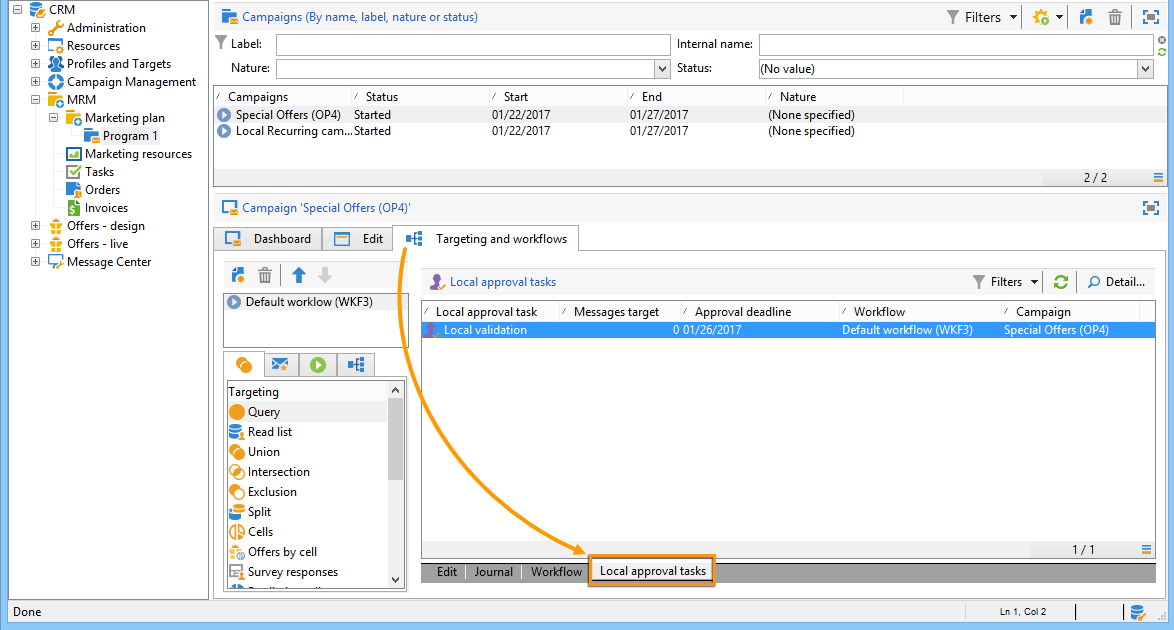 CRM
Administration
Resources
Profiles and Targets
Campaign Management
MRM
Marketing plan
Program 1
Marketing resources
Tasks
Orders
Invoices
Offers - design
Offers - live
Message Center
Campaigns (By name, label, nature or status)
Filters
Label: Internal name:
Nature: Status: (No value)
Campaigns Status Start End Nature
Special Offers (OP4) Started 01/22/2017 01/27/2017 (None specified)
Local Recurring cam... Started 01/22/2017 01/27/2017 (None specified)
2 / 2
Campaign 'Special Offers (OP4)'
Dashboard Edit Targeting and workflows
Default worklow (WKF3)
Targeting
Query
Read list
Union
Intersection
Exclusion
Split
Cells
Offers by cell
Survey responses
Local approval tasks Filters Detail...
Local approval task Messages target Approval deadline Workflow Campaign
Local validation 0 01/26/2017 Default workflow (WKF3) Special Offers (OP4)
1 / 1
Edit Journal Workflow Local approval tasks
Done Ln 1, Col 2